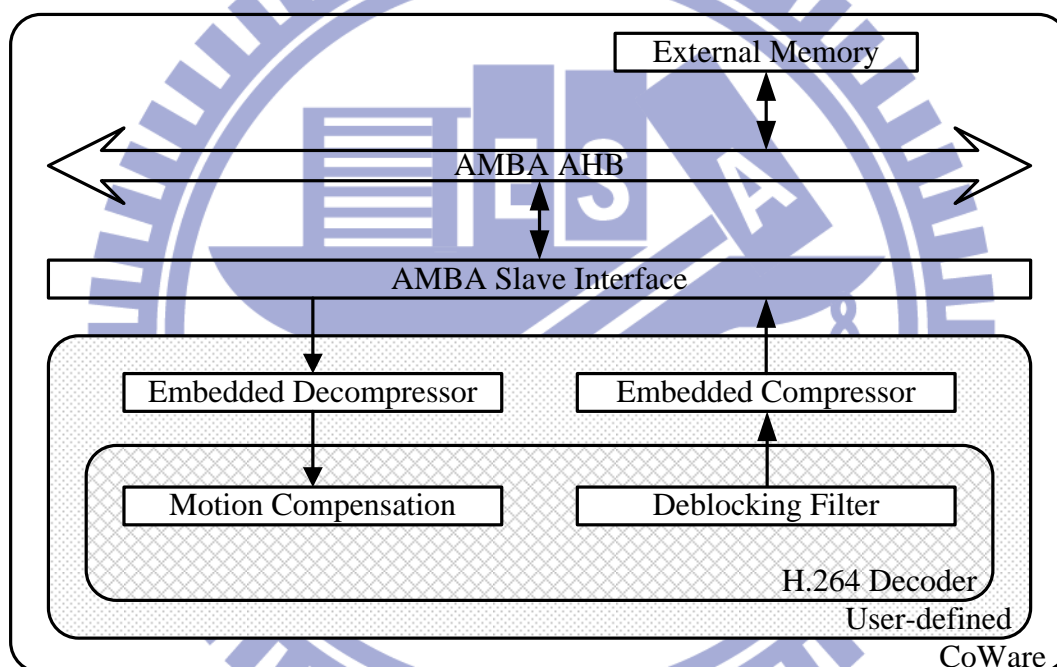 External Memory
AMBA AHB
E S A
AMBA Slave Interface
&
Embedded Decompressor
Embedded Compressor
Motion Compensation
Deblocking Filter
H.264 Decoder
User-defined
CoWare